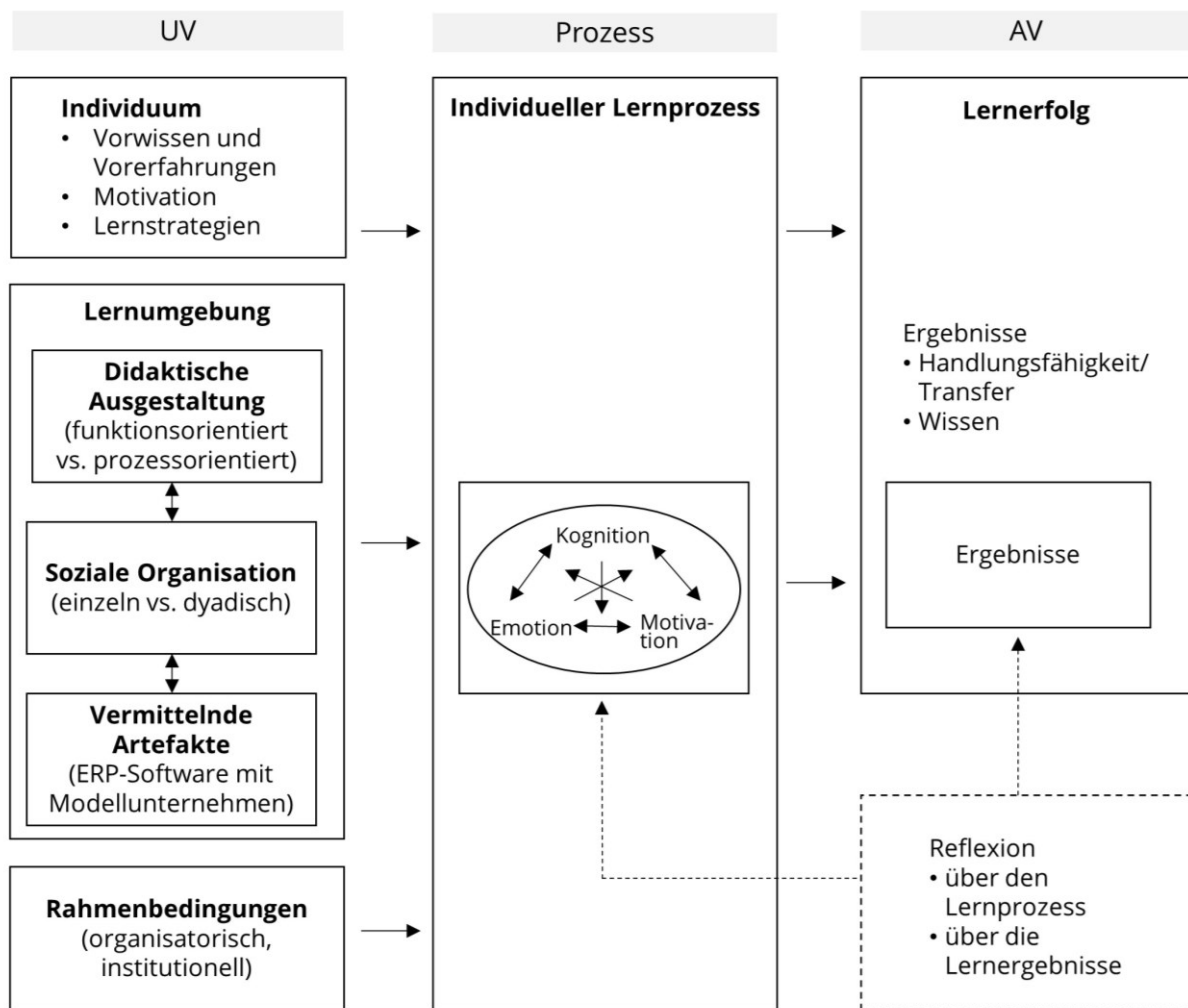 UV
Prozess
AV
Individuum
• Vorwissen und
Vorerfahrungen
• Motivation
• Lernstrategien
Lernumgebung
Didaktische
Ausgestaltung
(funktionsorientiert
vs. prozessorientiert)
Soziale Organisation
(einzeln vs. dyadisch)
Vermittelnde
Artefakte
(ERP-Software mit
Modellunternehmen)
Rahmenbedingungen
(organisatorisch,
institutionell)
Individueller Lernprozess
Kognition
Emotion
Motiva-
tion
Lernerfolg
Ergebnisse
• Handlungsfähigkeit/
Transfer
• Wissen
Ergebnisse
Reflexion
• über den
Lernprozess
• über die
Lernergebnisse